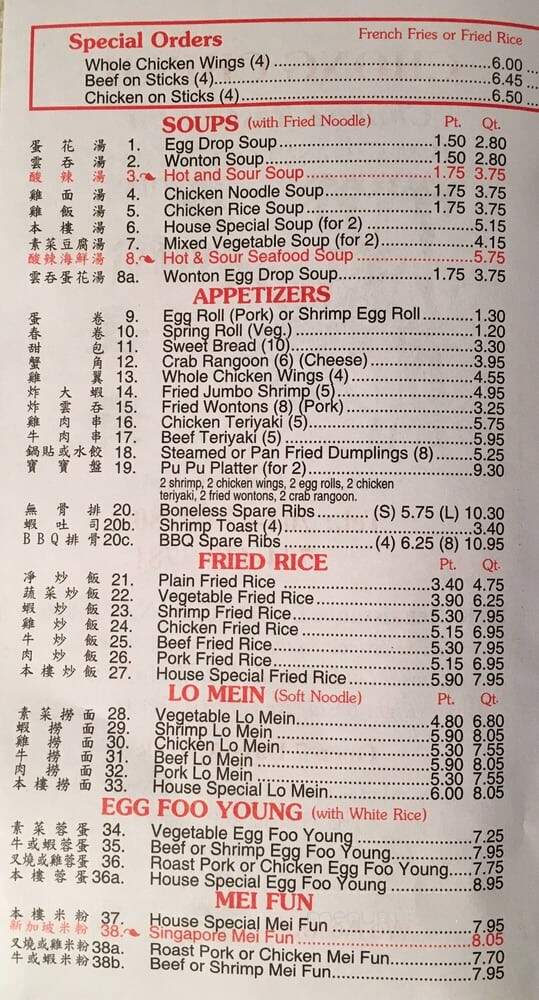 Special Orders French Fries or Fried Rice
Whole Chicken Wings (4) 6.00
Beef on Sticks (4) 6.45
Chicken on Sticks (4) 6.50
SOUPS (with Fried Noodle) Pt. Qt.
蛋花湯 1. Egg Drop Soup 1.50 2.80
雲吞湯 2. Wonton Soup 1.50 2.80
酸辣湯 3. Hot and Sour Soup 1.75 3.75
雞面湯 4. Chicken Noodle Soup 1.75 3.75
雞飯湯 5. Chicken Rice Soup 1.75 3.75
本樓湯 6. House Special Soup (for 2) 5.15
素菜豆腐湯 7. Mixed Vegetable Soup (for 2) 4.15
酸辣海鮮湯 8. Hot & Sour Seafood Soup 5.75
雲吞蛋花湯 8a. Wonton Egg Drop Soup 1.75 3.75
APPETIZERS
蛋卷 9. Egg Roll (Pork) or Shrimp Egg Roll 1.30
春卷 10. Spring Roll (Veg.) 1.20
甜包 11. Sweet Bread (10) 3.30
蟹角 12. Crab Rangoon (6) (Cheese) 3.95
雞翼 13. Whole Chicken Wings (4) 4.55
炸大蝦 14. Fried Jumbo Shrimp (5) 4.95
炸雲吞 15. Fried Wontons (8) (Pork) 3.25
雞肉串 16. Chicken Teriyaki (5) 5.75
牛肉串 17. Beef Teriyaki (5) 5.95
鍋貼或水餃 18. Steamed or Pan Fried Dumplings (8) 5.25
寶寶盤 19. Pu Pu Platter (for 2) 9.30
2 shrimp, 2 chicken wings, 2 egg rolls, 2 chicken
teriyaki, 2 fried wontons, 2 crab rangoon.
無骨排 20. Boneless Spare Ribs (S) 5.75 (L) 10.30
蝦吐司 20b. Shrimp Toast (4) 3.40
BBQ排骨 20c. BBQ Spare Ribs (4) 6.25 (8) 10.95
FRIED RICE Pt. Qt.
凈炒飯 21. Plain Fried Rice 3.40 4.75
蔬菜炒飯 22. Vegetable Fried Rice 3.90 6.25
蝦炒飯 23. Shrimp Fried Rice 5.30 7.95
雞炒飯 24. Chicken Fried Rice 5.15 6.95
牛炒飯 25. Beef Fried Rice 5.30 7.95
肉炒飯 26. Pork Fried Rice 5.15 6.95
本樓炒飯 27. House Special Fried Rice 5.90 7.95
LO MEIN (Soft Noodle) Pt. Qt.
素菜撈面 28. Vegetable Lo Mein 4.80 6.80
蝦撈面 29. Shrimp Lo Mein 5.90 8.05
雞撈面 30. Chicken Lo Mein 5.30 7.55
牛撈面 31. Beef Lo Mein 5.90 8.05
肉撈面 32. Pork Lo Mein 5.30 7.55
本樓撈面 33. House Special Lo Mein 6.00 8.05
EGG FOO YOUNG (with White Rice)
素菜蓉蛋 34. Vegetable Egg Foo Young 7.25
牛或蝦蓉蛋 35. Beef or Shrimp Egg Foo Young 7.95
叉燒或雞蓉蛋 36. Roast Pork or Chicken Egg Foo Young 7.75
本樓蓉蛋 36a. House Special Egg Foo Young 8.95
MEI FUN
本樓米粉 37. House Special Mei Fun 7.95
新加坡米粉 38. Singapore Mei Fun 8.05
叉燒或雞米粉 38a. Roast Pork or Chicken Mei Fun 7.70
牛或蝦米粉 38b. Beef or Shrimp Mei Fun 7.95